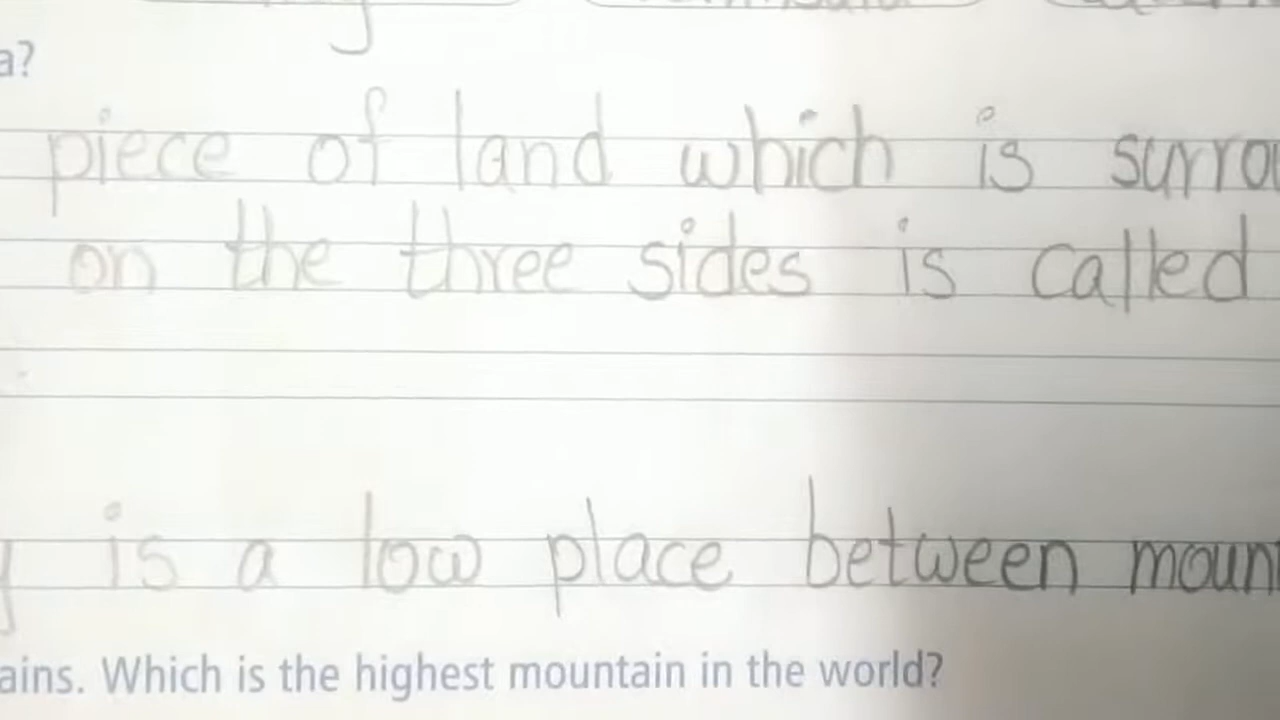 a?
piece of land which is surro
on the three sides is called
is a low place between moun
ains. Which is the highest mountain in the world?